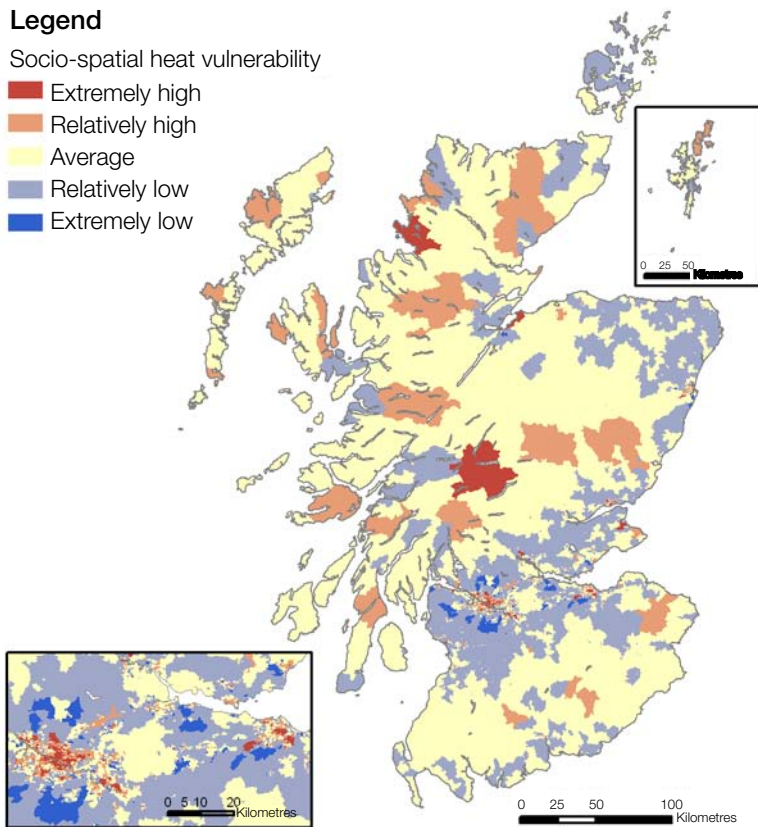 Legend
Socio-spatial heat vulnerability
Extremely high
Relatively high
Average
Relatively low
Extremely low
0 25 50
Kilometres
0 5 10 20
Kilometres
0 25 50 100
Kilometres